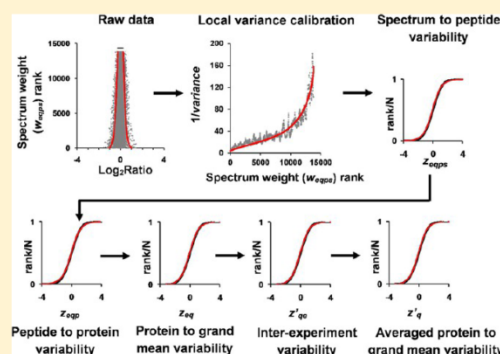 Raw data
Local variance calibration
Spectrum to peptide
variability
Spectrum weight
(w_eqps) rank
15000
10000
5000
0
-4 0 4
Log2Ratio
1/variance
200
160
120
80
40
0
0 5000 10000 15000
Spectrum weight (w_eqps) rank
rank/N
1
0
-4 0 4
z_eqps
rank/N
1
0
-4 0 4
z_eqp
Peptide to protein
variability
rank/N
1
0
-4 0 4
z_eq
Protein to grand
mean variability
rank/N
1
0
-4 0 4
z'_qe
Inter-experiment
variability
rank/N
1
0
-4 0 4
z'_q
Averaged protein to
grand mean variability